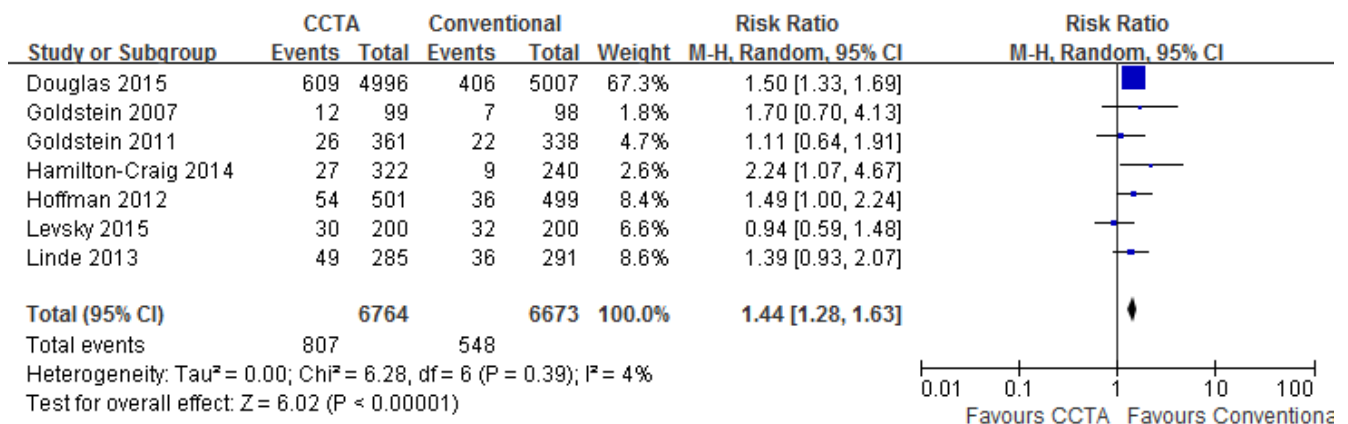 CCTA Conventional Risk Ratio Risk Ratio
Study or Subgroup Events Total Events Total Weight M-H, Random, 95% CI M-H, Random, 95% CI
Douglas 2015 609 4996 406 5007 67.3% 1.50 [1.33, 1.69]
Goldstein 2007 12 99 7 98 1.8% 1.70 [0.70, 4.13]
Goldstein 2011 26 361 22 338 4.7% 1.11 [0.64, 1.91]
Hamilton-Craig 2014 27 322 9 240 2.6% 2.24 [1.07, 4.67]
Hoffman 2012 54 501 36 499 8.4% 1.49 [1.00, 2.24]
Levsky 2015 30 200 32 200 6.6% 0.94 [0.59, 1.48]
Linde 2013 49 285 36 291 8.6% 1.39 [0.93, 2.07]
Total (95% CI) 6764 6673 100.0% 1.44 [1.28, 1.63]
Total events 807 548
Heterogeneity: Tau² = 0.00; Chi² = 6.28, df = 6 (P = 0.39); I² = 4%
Test for overall effect: Z = 6.02 (P < 0.00001)
0.01 0.1 1 10 100
Favours CCTA Favours Conventiona